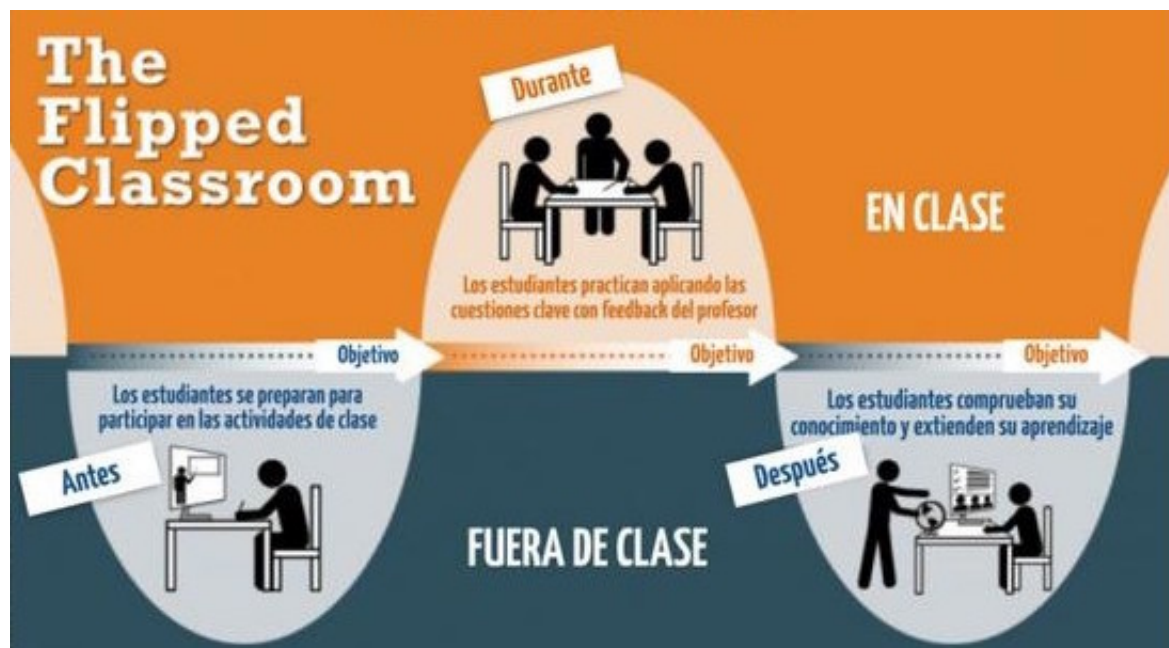 The
Flipped
Classroom
Durante
EN CLASE
Los estudiantes practican aplicando las
cuestiones clave con feedback del profesor
Objetivo
Objetivo
Objetivo
Los estudiantes se preparan para
participar en las actividades de clase
Antes
FUERA DE CLASE
Los estudiantes comprueban su
conocimiento y extienden su aprendizaje
Después